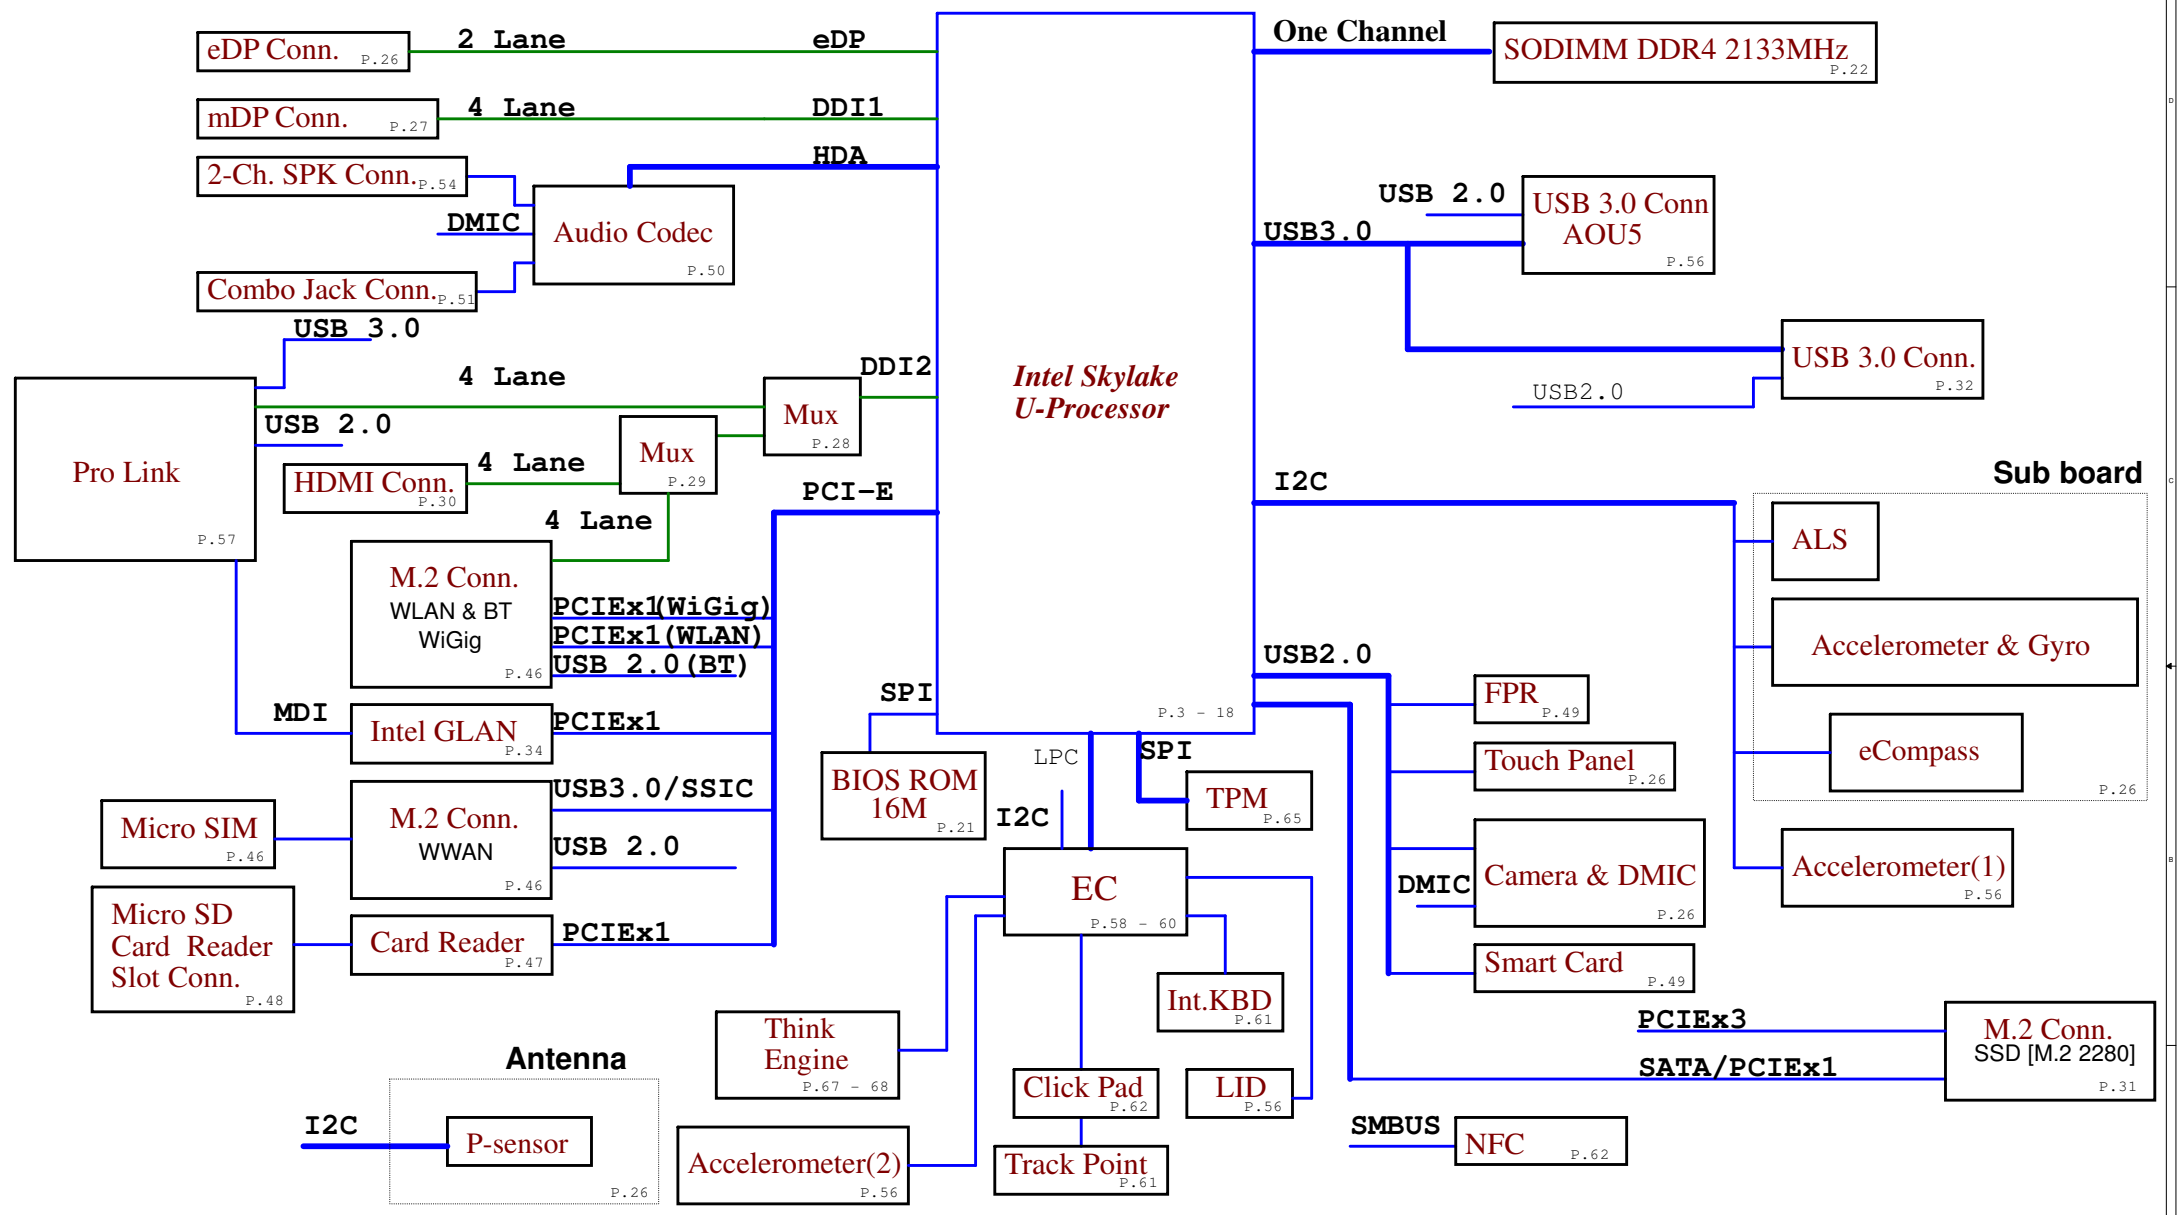 eDP Conn.
P.26
2 Lane
eDP
One Channel
SODIMM DDR4 2133MHz
P.22
mDP Conn.
P.27
4 Lane
DDI1
HDA
2-Ch. SPK Conn.
P.54
DMIC
Audio Codec
P.50
Combo Jack Conn.
P.51
USB 2.0
USB 3.0 Conn
AOU5
P.56
USB3.0
USB 3.0 Conn.
P.32
USB2.0
USB 3.0
4 Lane
DDI2
Mux
P.28
USB 2.0
Pro Link
P.57
HDMI Conn.
P.30
4 Lane
Mux
P.29
4 Lane
PCI-E
Intel Skylake
U-Processor
P.3 - 18
I2C
Sub board
ALS
Accelerometer & Gyro
eCompass
P.26
Accelerometer(1)
P.56
M.2 Conn.
WLAN & BT
WiGig
P.46
PCIEx1(WiGig)
PCIEx1(WLAN)
USB 2.0(BT)
MDI
Intel GLAN
P.34
PCIEx1
Micro SIM
P.46
M.2 Conn.
WWAN
P.46
USB3.0/SSIC
USB 2.0
Micro SD
Card Reader
Slot Conn.
P.48
Card Reader
P.47
PCIEx1
SPI
BIOS ROM
16M
P.21
LPC
SPI
TPM
P.65
I2C
EC
P.58 - 60
USB2.0
FPR
P.49
Touch Panel
P.26
DMIC
Camera & DMIC
P.26
Smart Card
P.49
Int.KBD
P.61
Think
Engine
P.67 - 68
Click Pad
P.62
LID
P.56
Accelerometer(2)
P.56
Track Point
P.61
PCIEx3
SATA/PCIEx1
M.2 Conn.
SSD [M.2 2280]
P.31
SMBUS
NFC
P.62
Antenna
I2C
P-sensor
P.26
D
C
B